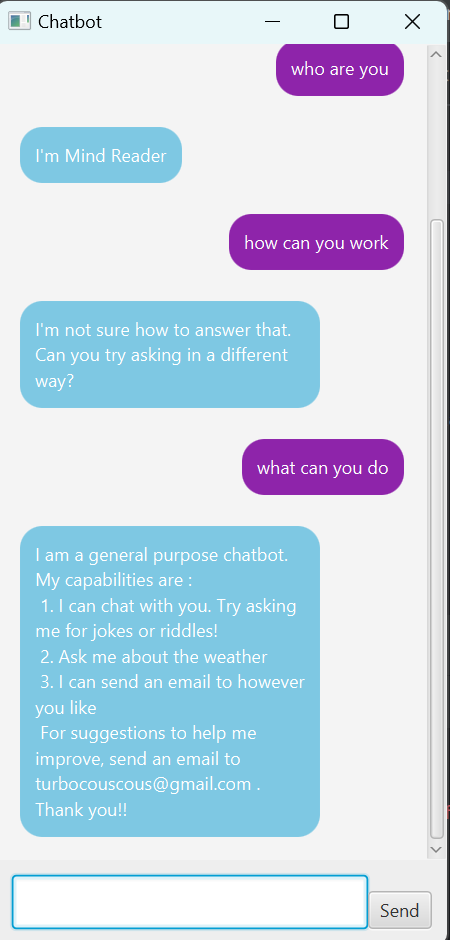 Chatbot
who are you
I'm Mind Reader
how can you work
I'm not sure how to answer that.
Can you try asking in a different
way?
what can you do
I am a general purpose chatbot.
My capabilities are :
1. I can chat with you. Try asking
me for jokes or riddles!
2. Ask me about the weather
3. I can send an email to however
you like
For suggestions to help me
improve, send an email to
turbocouscous@gmail.com .
Thank you!!
Send